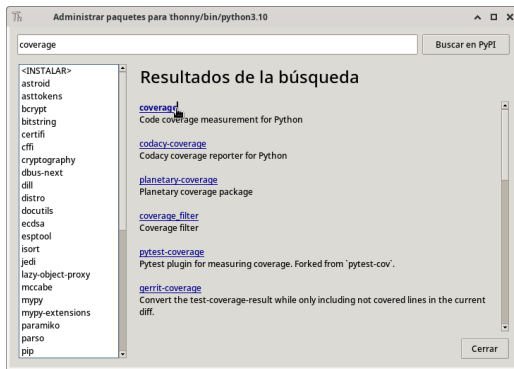 Th Administrar paquetes para thonny/bin/python3.10
coverage
Buscar en PyPI
<INSTALAR>
astroid
asttokens
bcrypt
bitstring
certifi
cffi
cryptography
dbus-next
dill
distro
docutils
ecdsa
esptool
isort
jedi
lazy-object-proxy
mccabe
mypy
mypy-extensions
paramiko
parso
pip
Resultados de la búsqueda
coverage
Code coverage measurement for Python
codacy-coverage
Codacy coverage reporter for Python
planetary-coverage
Planetary coverage package
coverage_filter
Coverage filter
pytest-coverage
Pytest plugin for measuring coverage. Forked from `pytest-cov`.
gerrit-coverage
Convert the test-coverage-result while only including not covered lines in the current
diff.
Cerrar